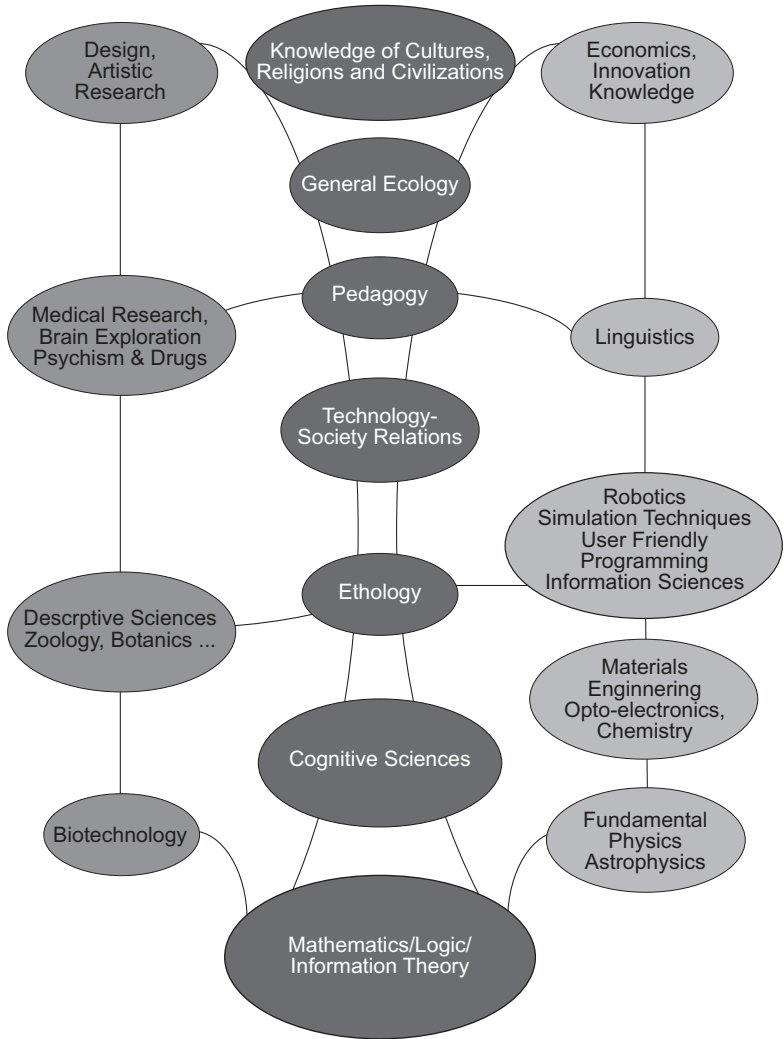 Design,
Artistic
Research
Knowledge of Cultures,
Religions and Civilizations
Economics,
Innovation
Knowledge
General Ecology
Pedagogy
Medical Research,
Brain Exploration
Psychism & Drugs
Linguistics
Technology-
Society Relations
Robotics
Simulation Techniques
User Friendly
Programming
Information Sciences
Ethology
Descrptive Sciences
Zoology, Botanics ...
Materials
Enginnering
Opto-electronics,
Chemistry
Cognitive Sciences
Biotechnology
Fundamental
Physics
Astrophysics
Mathematics/Logic/
Information Theory